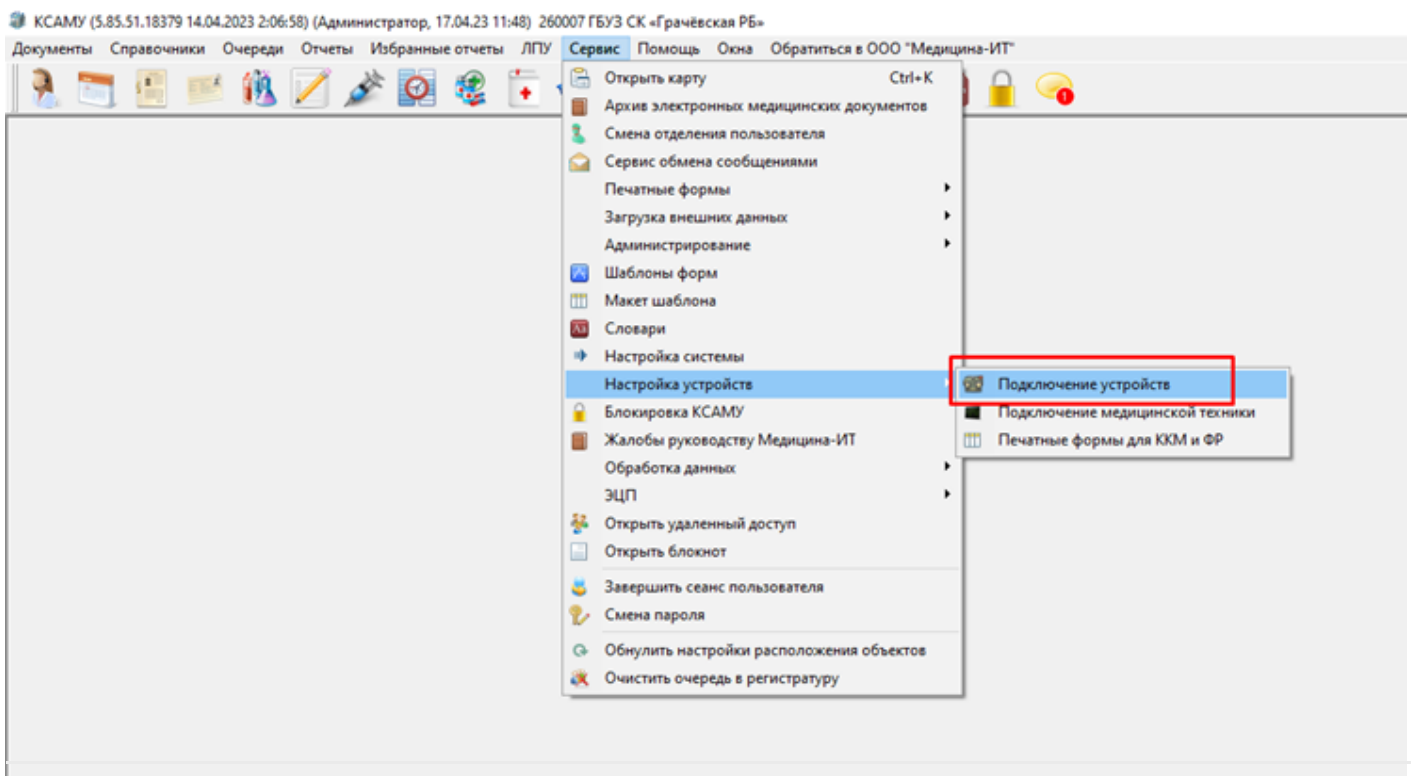 КСАМУ (5.85.51.18379 14.04.2023 2:06:58) (Администратор, 17.04.23 11:48) 260007 ГБУЗ СК «Грачёвская РБ»
Документы Справочники Очереди Отчеты Избранные отчеты ЛПУ Сервис Помощь Окна Обратиться в ООО "Медицина-ИТ"
Открыть карту Ctrl+K
Архив электронных медицинских документов
Смена отделения пользователя
Сервис обмена сообщениями
Печатные формы
Загрузка внешних данных
Администрирование
Шаблоны форм
Макет шаблона
Словари
Настройка системы
Настройка устройств
Подключение устройств
Блокировка КСАМУ
Подключение медицинской техники
Жалобы руководству Медицина-ИТ
Печатные формы для ККМ и ФР
Обработка данных
ЭЦП
Открыть удаленный доступ
Открыть блокнот
Завершить сеанс пользователя
Смена пароля
Обнулить настройки расположения объектов
Очистить очередь в регистратуру